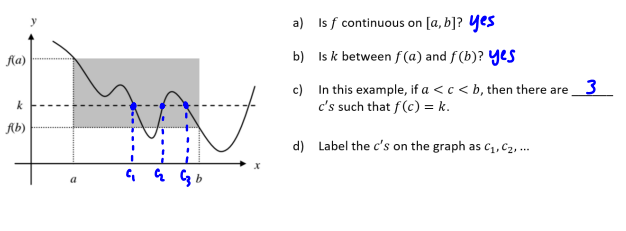 y
f(a)
k
f(b)
a
c₁
c₂
c₃
b
x
a) Is f continuous on [a, b]? yes
b) Is k between f(a) and f(b)? yes
c) In this example, if a < c < b, then there are 3
c's such that f(c) = k.
d) Label the c's on the graph as c₁, c₂, ...